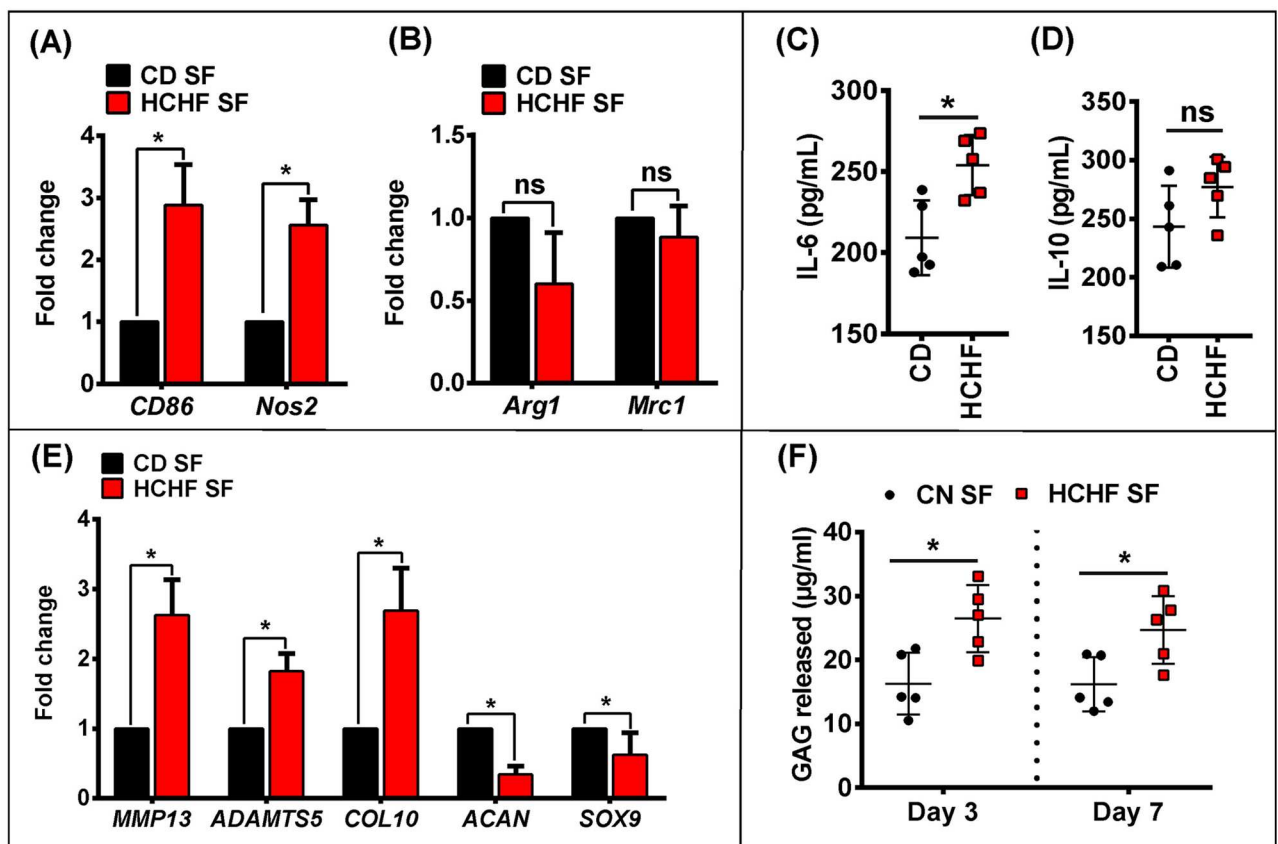 (A)
CD SF
HCHF SF
Fold change
4
3
2
1
0
*
*
CD86 Nos2
(B)
CD SF
HCHF SF
Fold change
1.5
1.0
0.5
0.0
ns
ns
Arg1 Mrc1
(C)
IL-6 (pg/mL)
300
250
200
150
*
CD
HCHF
(D)
IL-10 (pg/mL)
350
300
250
200
150
ns
CD
HCHF
(E)
CD SF
HCHF SF
Fold change
4
3
2
1
0
*
*
*
*
*
MMP13 ADAMTS5 COL10 ACAN SOX9
(F)
CN SF HCHF SF
GAG released (µg/ml)
40
30
20
10
0
*
*
Day 3 Day 7